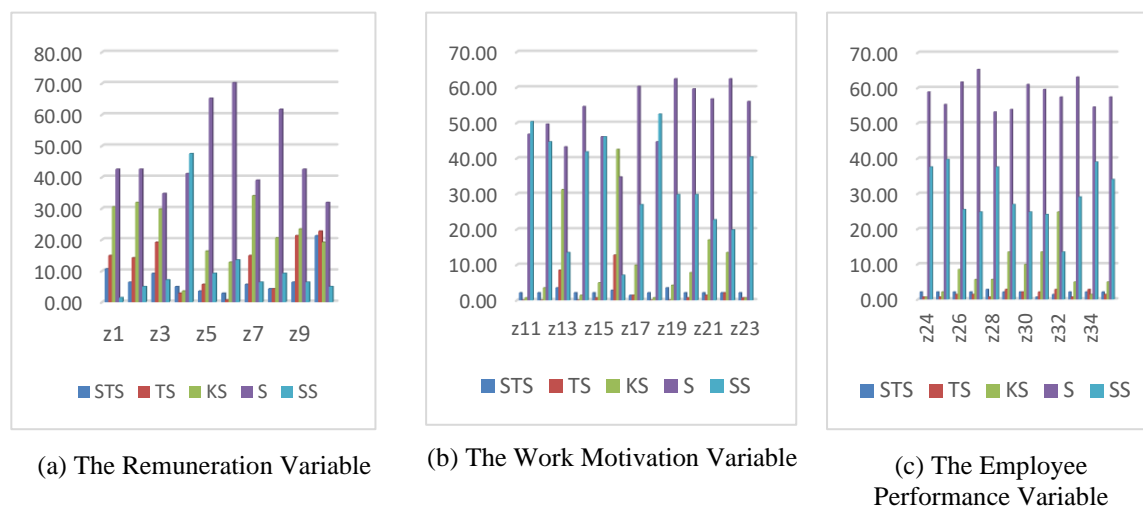 80.00
70.00
60.00
50.00
40.00
30.00
20.00
10.00
0.00
z1 z3 z5 z7 z9
STS TS KS S SS
(a) The Remuneration Variable
70.00
60.00
50.00
40.00
30.00
20.00
10.00
0.00
z11 z13 z15 z17 z19 z21 z23
STS TS KS S SS
(b) The Work Motivation Variable
70.00
60.00
50.00
40.00
30.00
20.00
10.00
0.00
z24 z26 z28 z30 z32 z34
STS TS KS S SS
(c) The Employee
Performance Variable